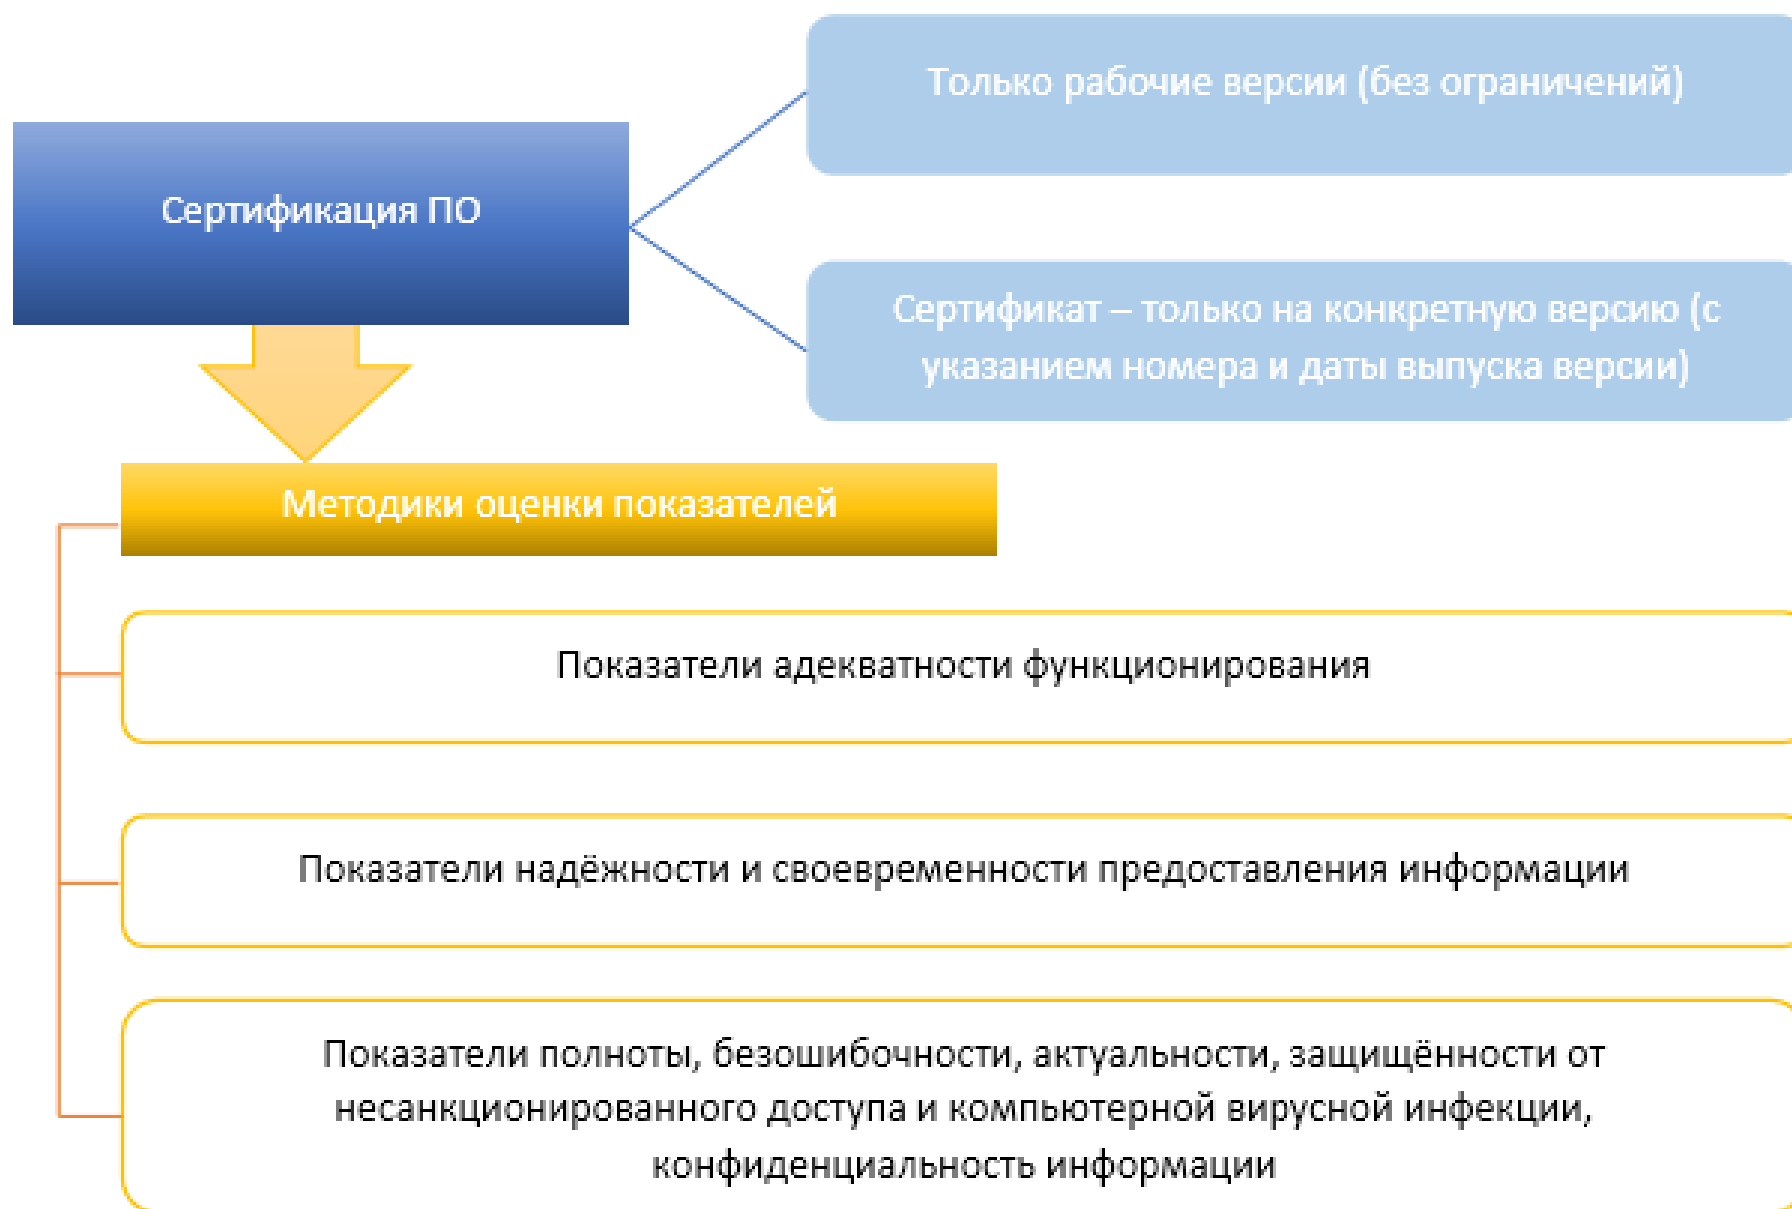 Только рабочие версии (без ограничений)
Сертификация ПО
Сертификат – только на конкретную версию (с
указанием номера и даты выпуска версии)
Методики оценки показателей
Показатели адекватности функционирования
Показатели надёжности и своевременности предоставления информации
Показатели полноты, безошибочности, актуальности, защищённости от
несанкционированного доступа и компьютерной вирусной инфекции,
конфиденциальность информации